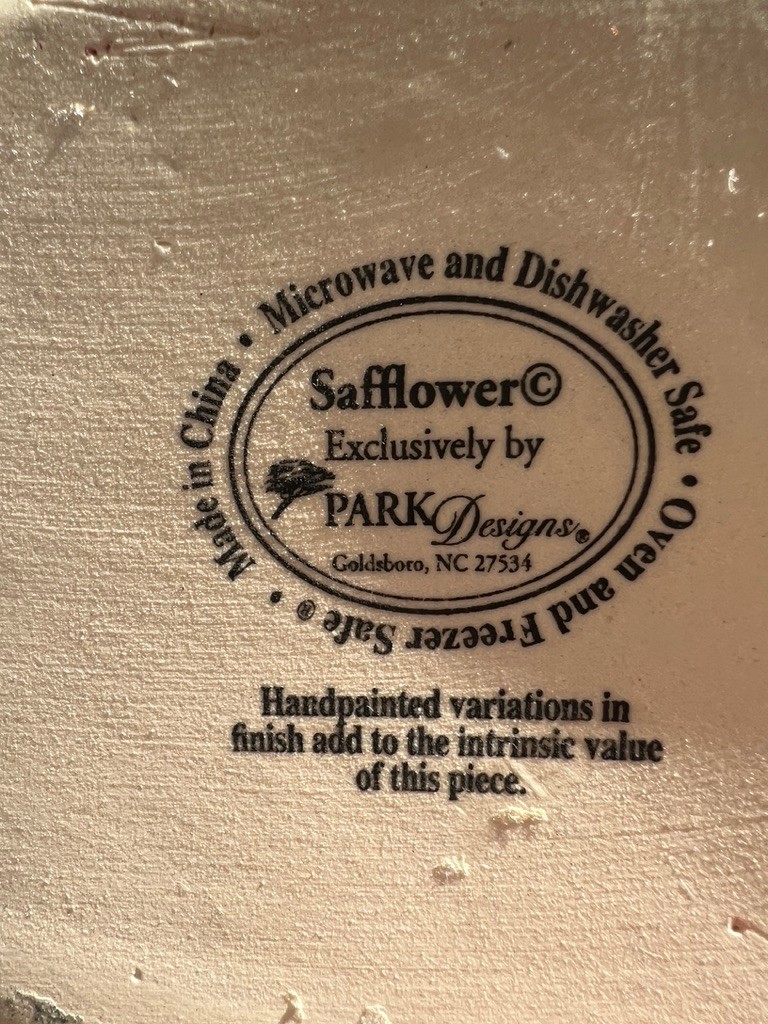 Microwave and Dishwasher Safe • Oven and Freezer Safe ® • Made in China •
Safflower©
Exclusively by
PARK Designs®
Goldsboro, NC 27534
Handpainted variations in
finish add to the intrinsic value
of this piece.